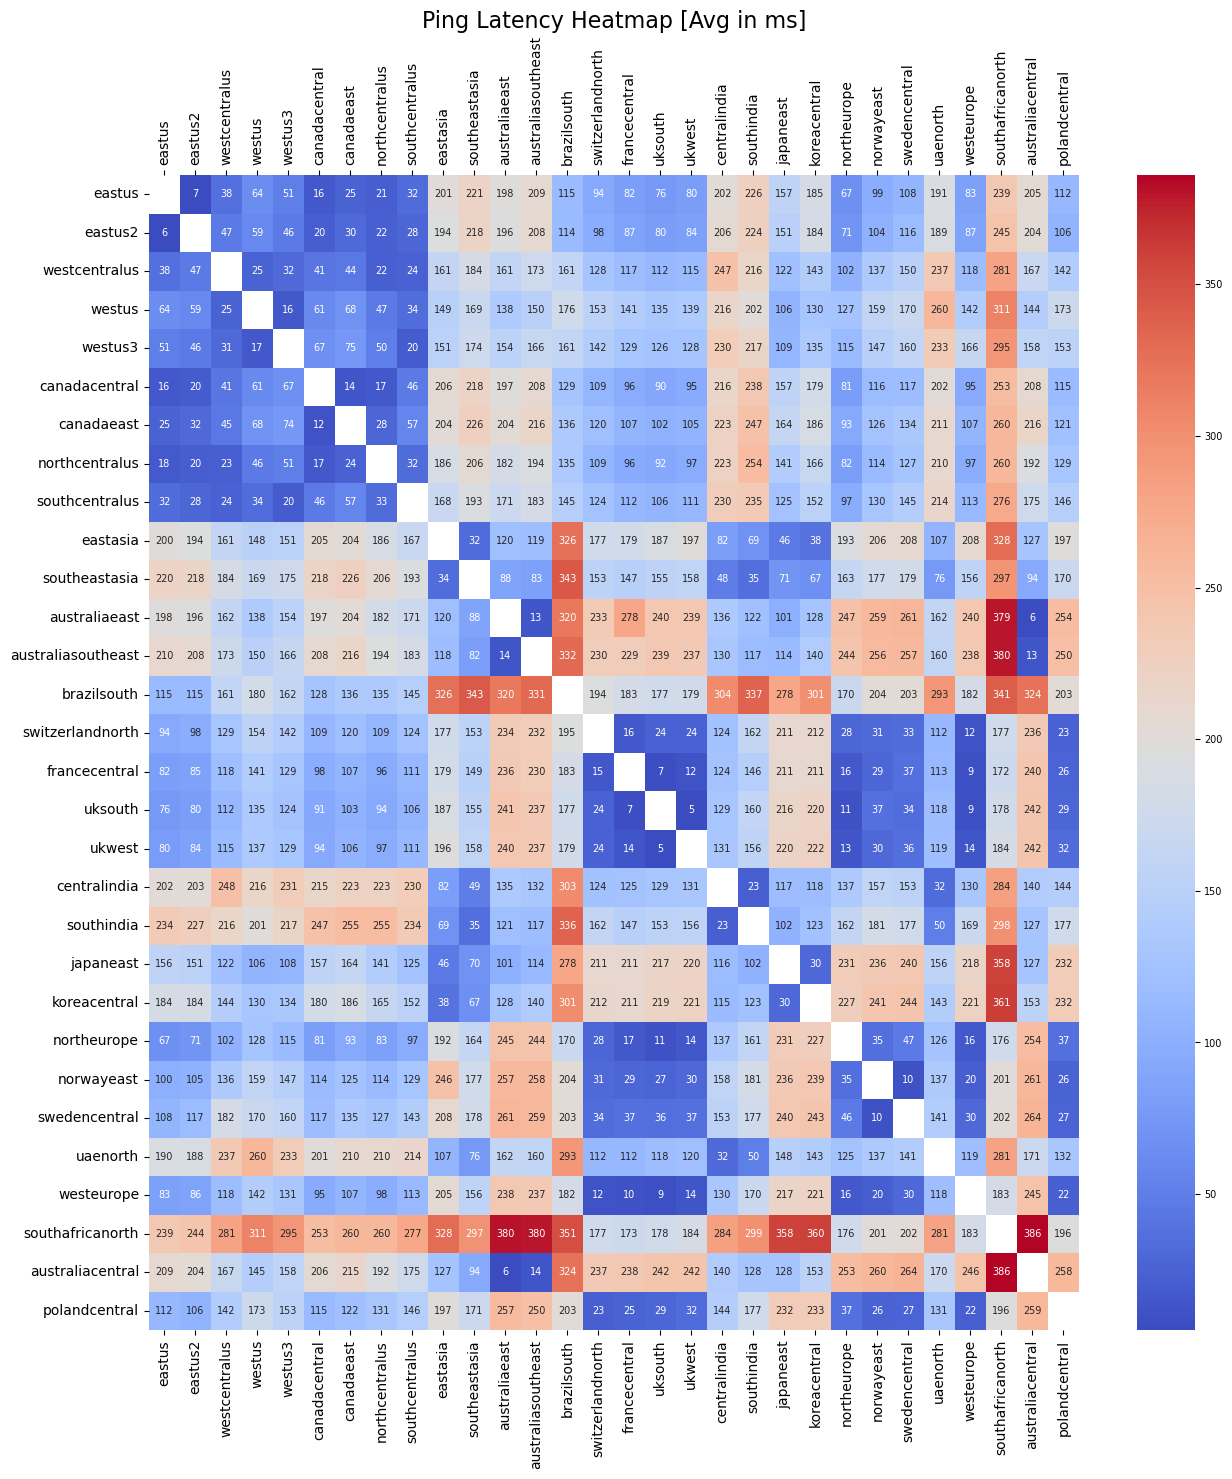 Ping Latency Heatmap [Avg in ms]
eastus eastus2 westcentralus westus westus3 canadacentral canadaeast northcentralus southcentralus eastasia southeastasia australiaeast australiasoutheast brazilsouth switzerlandnorth francecentral uksouth ukwest centralindia southindia japaneast koreacentral northeurope norwayeast swedencentral uaenorth westeurope southafricanorth australiacentral polandcentral
eastus 7 38 64 51 16 25 21 32 201 221 198 209 115 94 82 76 80 202 226 157 185 67 99 108 191 83 239 205 112
eastus2 6 47 59 46 20 30 22 28 194 218 196 208 114 98 87 80 84 206 224 151 184 71 104 116 189 87 245 204 106
westcentralus 38 47 25 32 41 44 22 24 161 184 161 173 161 128 117 112 115 247 216 122 143 102 137 150 237 118 281 167 142
westus 64 59 25 16 61 68 47 34 149 169 138 150 176 153 141 135 139 216 202 106 130 127 159 170 260 142 311 144 173
westus3 51 46 31 17 67 75 50 20 151 174 154 166 161 142 129 126 128 230 217 109 135 115 147 160 233 166 295 158 153
350
canadacentral 16 20 41 61 67 14 17 46 206 218 197 208 129 109 96 90 95 216 238 157 179 81 116 117 202 95 253 208 115
canadaeast 25 32 45 68 74 12 28 57 204 226 204 216 136 120 107 102 105 223 247 164 186 93 126 134 211 107 260 216 121
300
northcentralus 18 20 23 46 51 17 24 32 186 206 182 194 135 109 96 92 97 223 254 141 166 82 114 127 210 97 260 192 129
southcentralus 32 28 24 34 20 46 57 33 168 193 171 183 145 124 112 106 111 230 235 125 152 97 130 145 214 113 276 175 146
eastasia 200 194 161 148 151 205 204 186 167 32 120 119 326 177 179 187 197 82 69 46 38 193 206 208 107 208 328 127 197
southeastasia 220 218 184 169 175 218 226 206 193 34 88 83 343 153 147 155 158 48 35 71 67 163 177 179 76 156 297 94 170
250
australiaeast 198 196 162 138 154 197 204 182 171 120 88 13 320 233 278 240 239 136 122 101 128 247 259 261 162 240 379 6 254
australiasoutheast 210 208 173 150 166 208 216 194 183 118 82 14 332 230 229 239 237 130 117 114 140 244 256 257 160 238 380 13 250
brazilsouth 115 115 161 180 162 128 136 135 145 326 343 320 331 194 183 177 179 304 337 278 301 170 204 203 293 182 341 324 203
switzerlandnorth 94 98 129 154 142 109 120 109 124 177 153 234 232 195 16 24 24 124 162 211 212 28 31 33 112 12 177 236 23
200
francecentral 82 85 118 141 129 98 107 96 111 179 149 236 230 183 15 7 12 124 146 211 211 16 29 37 113 9 172 240 26
uksouth 76 80 112 135 124 91 103 94 106 187 155 241 237 177 24 7 5 129 160 216 220 11 37 34 118 9 178 242 29
ukwest 80 84 115 137 129 94 106 97 111 196 158 240 237 179 24 14 5 131 156 220 222 13 30 36 119 14 184 242 32
centralindia 202 203 248 216 231 215 223 223 230 82 49 135 132 303 124 125 129 131 23 117 118 137 157 153 32 130 284 140 144
150
southindia 234 227 216 201 217 247 255 255 234 69 35 121 117 336 162 147 153 156 23 102 123 162 181 177 50 169 298 127 177
japaneast 156 151 122 106 108 157 164 141 125 46 70 101 114 278 211 211 217 220 116 102 30 231 236 240 156 218 358 127 232
koreacentral 184 184 144 130 134 180 186 165 152 38 67 128 140 301 212 211 219 221 115 123 30 227 241 244 143 221 361 153 232
northeurope 67 71 102 128 115 81 93 83 97 192 164 245 244 170 28 17 11 14 137 161 231 227 35 47 126 16 176 254 37
100
norwayeast 100 105 136 159 147 114 125 114 129 246 177 257 258 204 31 29 27 30 158 181 236 239 35 10 137 20 201 261 26
swedencentral 108 117 182 170 160 117 135 127 143 208 178 261 259 203 34 37 36 37 153 177 240 243 46 10 141 30 202 264 27
uaenorth 190 188 237 260 233 201 210 210 214 107 76 162 160 293 112 112 118 120 32 50 148 143 125 137 141 119 281 171 132
westeurope 83 86 118 142 131 95 107 98 113 205 156 238 237 182 12 10 9 14 130 170 217 221 16 20 30 118 183 245 22
50
southafricanorth 239 244 281 311 295 253 260 260 277 328 297 380 380 351 177 173 178 184 284 299 358 360 176 201 202 281 183 386 196
australiacentral 209 204 167 145 158 206 215 192 175 127 94 6 14 324 237 238 242 242 140 128 128 153 253 260 264 170 246 386 258
polandcentral 112 106 142 173 153 115 122 131 146 197 171 257 250 203 23 25 29 32 144 177 232 233 37 26 27 131 22 196 259
eastus eastus2 westcentralus westus westus3 canadacentral canadaeast northcentralus southcentralus eastasia southeastasia australiaeast australiasoutheast brazilsouth switzerlandnorth francecentral uksouth ukwest centralindia southindia japaneast koreacentral northeurope norwayeast swedencentral uaenorth westeurope southafricanorth australiacentral polandcentral